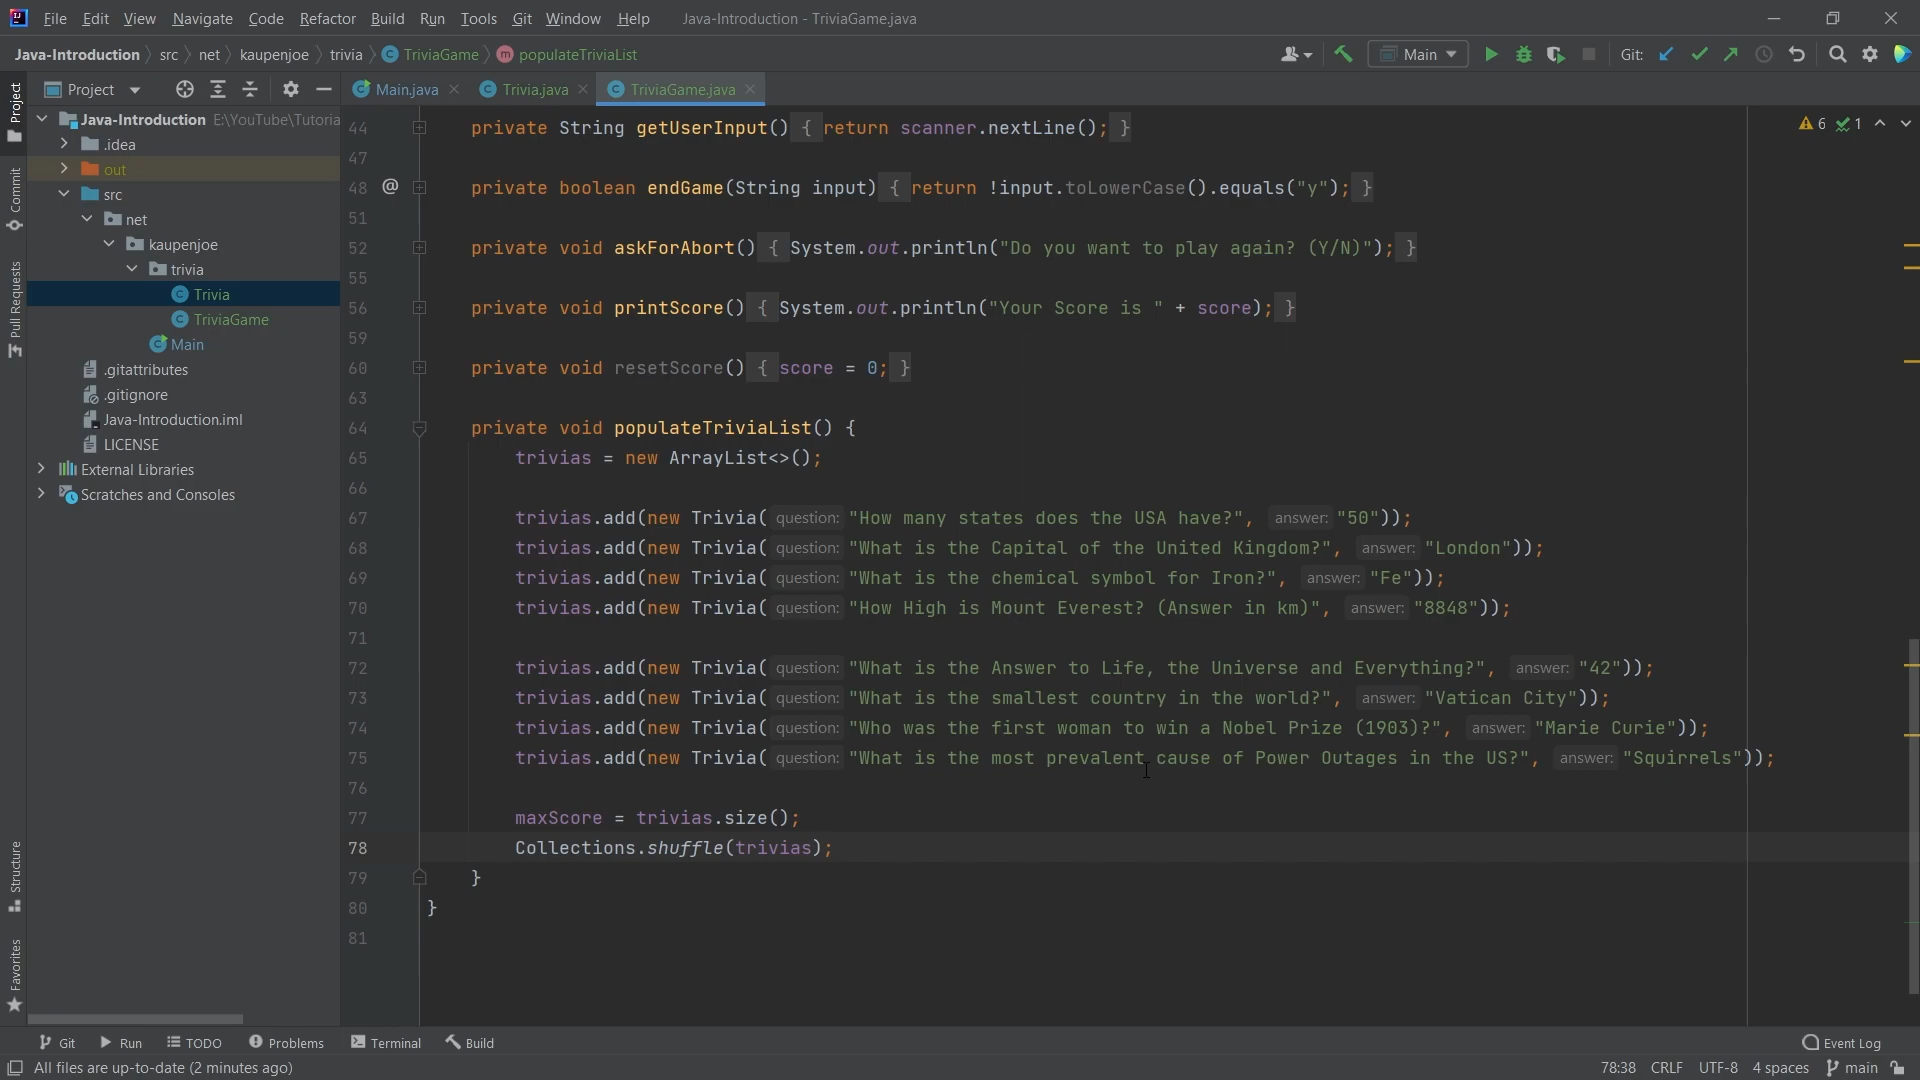 File Edit View Navigate Code Refactor Build Run Tools Git Window Help Java-Introduction - TriviaGame.java
Java-Introduction src net kaupenjoe trivia TriviaGame populateTriviaList Main Git:
Project
Main.java
Trivia.java
TriviaGame.java
Project
Commit
Pull Requests
Structure
Favorites
Java-Introduction E:\YouTube\Tutoria
.idea
out
src
net
kaupenjoe
trivia
Trivia
TriviaGame
Main
.gitattributes
.gitignore
Java-Introduction.iml
LICENSE
External Libraries
Scratches and Consoles
6 1
44 private String getUserInput() { return scanner.nextLine(); }
47
48 @ private boolean endGame(String input) { return !input.toLowerCase().equals("y"); }
51
52 private void askForAbort() { System.out.println("Do you want to play again? (Y/N)"); }
55
56 private void printScore() { System.out.println("Your Score is " + score); }
59
60 private void resetScore() { score = 0; }
63
64 private void populateTriviaList() {
65 trivias = new ArrayList<>();
66
67 trivias.add(new Trivia( question: "How many states does the USA have?", answer: "50"));
68 trivias.add(new Trivia( question: "What is the Capital of the United Kingdom?", answer: "London"));
69 trivias.add(new Trivia( question: "What is the chemical symbol for Iron?", answer: "Fe"));
70 trivias.add(new Trivia( question: "How High is Mount Everest? (Answer in km)", answer: "8848"));
71
72 trivias.add(new Trivia( question: "What is the Answer to Life, the Universe and Everything?", answer: "42"));
73 trivias.add(new Trivia( question: "What is the smallest country in the world?", answer: "Vatican City"));
74 trivias.add(new Trivia( question: "Who was the first woman to win a Nobel Prize (1903)?", answer: "Marie Curie"));
75 trivias.add(new Trivia( question: "What is the most prevalent cause of Power Outages in the US?", answer: "Squirrels"));
76
77 maxScore = trivias.size();
78 Collections.shuffle(trivias);
79 }
80 }
81
Git Run TODO Problems Terminal Build Event Log
All files are up-to-date (2 minutes ago) 78:38 CRLF UTF-8 4 spaces main